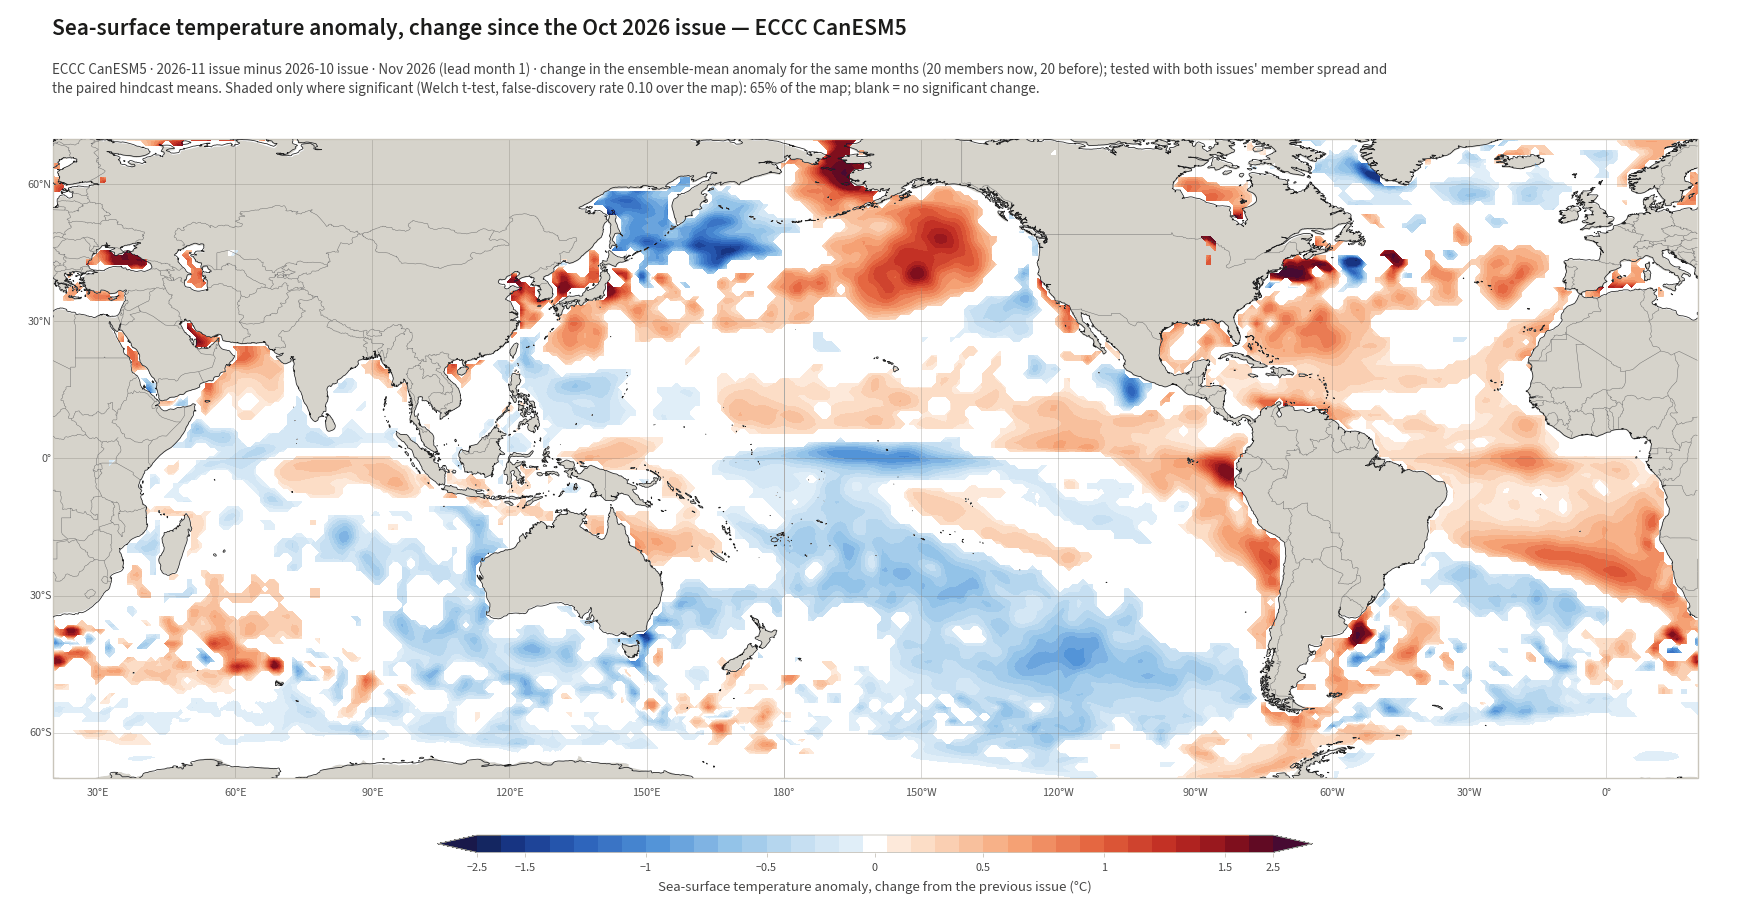 Sea-surface temperature anomaly, change since the Oct 2026 issue — ECCC CanESM5
ECCC CanESM5 · 2026-11 issue minus 2026-10 issue · Nov 2026 (lead month 1) · change in the ensemble-mean anomaly for the same months (20 members now, 20 before); tested with both issues' member spread and
the paired hindcast means. Shaded only where significant (Welch t-test, false-discovery rate 0.10 over the map): 65% of the map; blank = no significant change.
60°N
30°N
0°
30°S
60°S
30°E 60°E 90°E 120°E 150°E 180° 150°W 120°W 90°W 60°W 30°W 0°
−2.5 −1.5 −1 −0.5 0 0.5 1 1.5 2.5
Sea-surface temperature anomaly, change from the previous issue (°C)